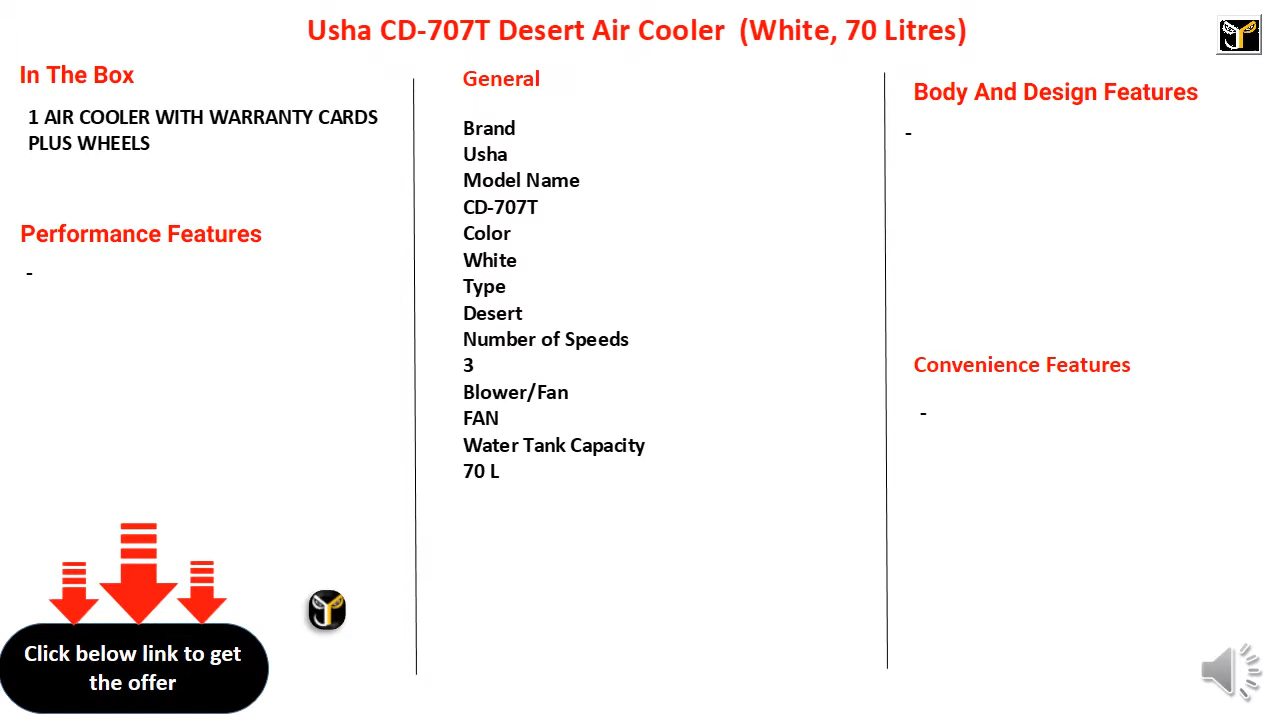 Usha CD-707T Desert Air Cooler (White, 70 Litres)
In The Box
1 AIR COOLER WITH WARRANTY CARDS
PLUS WHEELS
Performance Features
-
General
Brand
Usha
Model Name
CD-707T
Color
White
Type
Desert
Number of Speeds
3
Blower/Fan
FAN
Water Tank Capacity
70 L
Body And Design Features
-
Convenience Features
-
Click below link to get
the offer